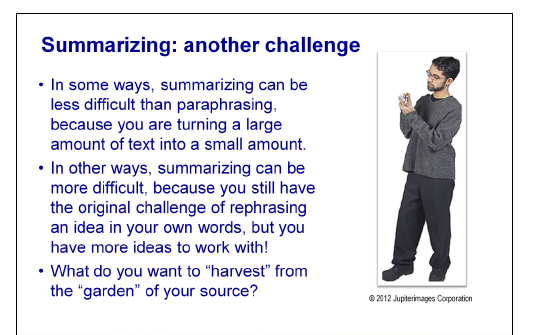 Summarizing: another challenge
• In some ways, summarizing can be
less difficult than paraphrasing,
because you are turning a large
amount of text into a small amount.
• In other ways, summarizing can be
more difficult, because you still have
the original challenge of rephrasing
an idea in your own words, but you
have more ideas to work with!
• What do you want to “harvest” from
the “garden” of your source?
© 2012 Jupiterimages Corporation